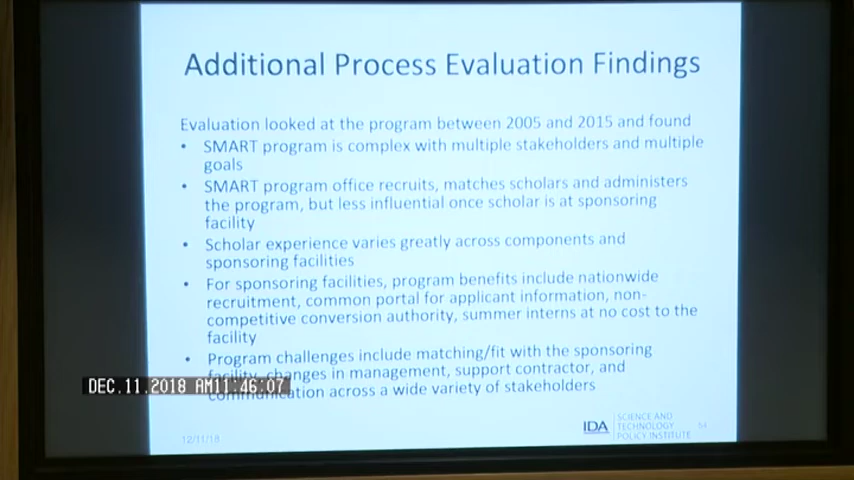 Additional Process Evaluation Findings
Evaluation looked at the program between 2005 and 2015 and found
• SMART program is complex with multiple stakeholders and multiple
goals
• SMART program office recruits, matches scholars and administers
the program, but less influential once scholar is at sponsoring
facility
• Scholar experience varies greatly across components and
sponsoring facilities
• For sponsoring facilities, program benefits include nationwide
recruitment, common portal for applicant information, non-
competitive conversion authority, summer interns at no cost to the
facility
• Program challenges include matching/fit with the sponsoring
facility, changes in management, support contractor, and
DEC.11.2018 AM11:46:07
communication across a wide variety of stakeholders
12/11/18
IDA
SCIENCE AND
TECHNOLOGY
POLICY INSTITUTE
54